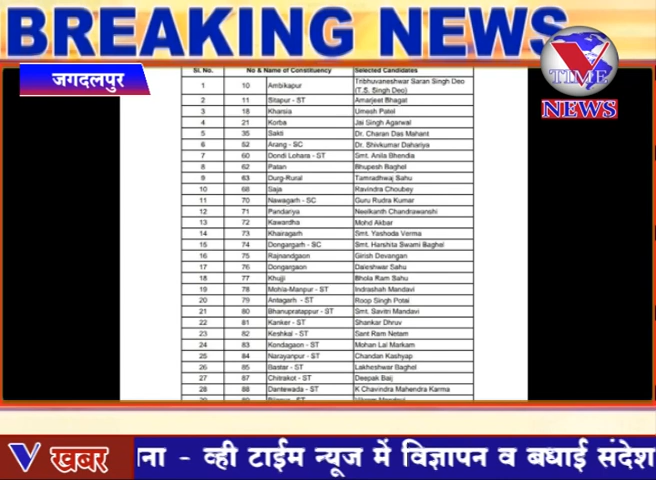 BREAKING NEWS
जगदलपुर
V TIME NEWS
Sl. No. No & Name of Constituency Selected Candidates
1 10 Ambikapur Tribhuvaneshwar Saran Singh Deo (T.S. Singh Deo)
2 11 Sitapur - ST Amarjeet Bhagat
3 18 Kharsia Umesh Patel
4 21 Korba Jai Singh Agarwal
5 35 Sakti Dr. Charan Das Mahant
6 52 Arang - SC Dr. Shivkumar Dahariya
7 60 Dondi Lohara - ST Smt. Anila Bhendia
8 62 Patan Bhupesh Baghel
9 63 Durg-Rural Tamradhwaj Sahu
10 68 Saja Ravindra Choubey
11 70 Nawagarh - SC Guru Rudra Kumar
12 71 Pandariya Neelkanth Chandrawanshi
13 72 Kawardha Mohd Akbar
14 73 Khairagarh Smt. Yashoda Verma
15 74 Dongargarh - SC Smt. Harshita Swami Baghel
16 75 Rajnandgaon Girish Devangan
17 76 Dongargaon Daleshwar Sahu
18 77 Khujji Bhola Ram Sahu
19 78 Mohla-Manpur - ST Indrashah Mandavi
20 79 Antagarh - ST Roop Singh Potai
21 80 Bhanupratappur - ST Smt. Savitri Mandavi
22 81 Kanker - ST Shankar Dhruv
23 82 Keshkal - ST Sant Ram Netam
24 83 Kondagaon - ST Mohan Lal Markam
25 84 Narayanpur - ST Chandan Kashyap
26 85 Bastar - ST Lakheshwar Baghel
27 87 Chitrakot - ST Deepak Baij
28 88 Dantewada - ST K Chavindra Mahendra Karma
V खबर ना - व्ही टाईम न्यूज में विज्ञापन व बधाई संदेश